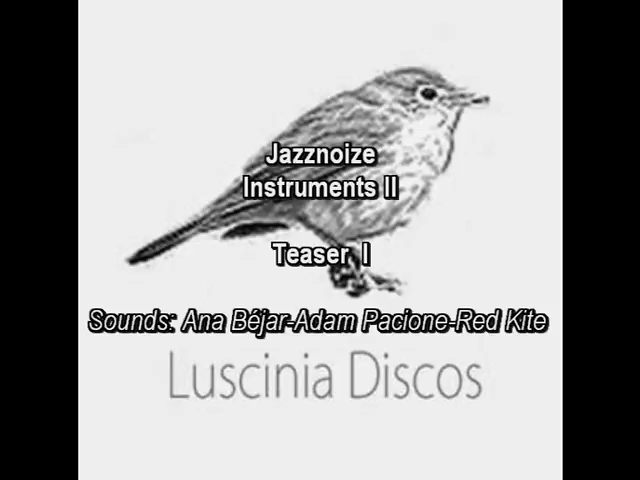 Jazznoize
Instruments II
Teaser I
Sounds: Ana Béjar-Adam Pacione-Red Kite
Luscinia Discos